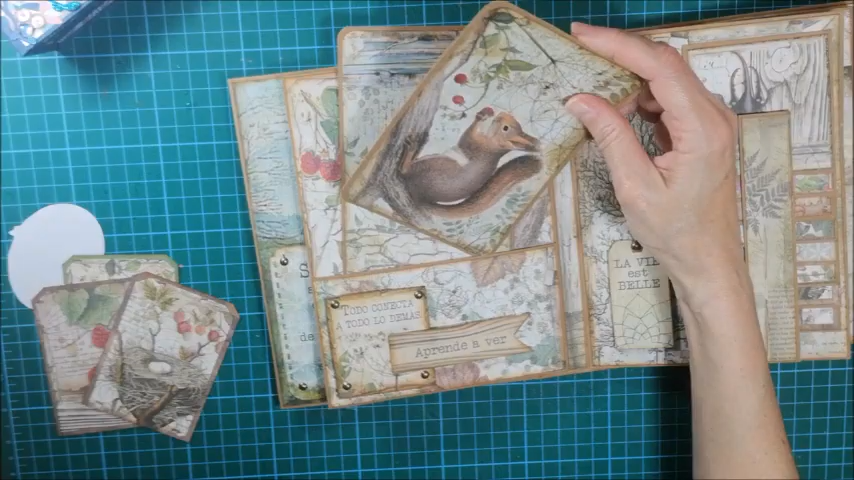 Todo conecta
a todo lo demás
Aprende a ver
La vie
est
belle